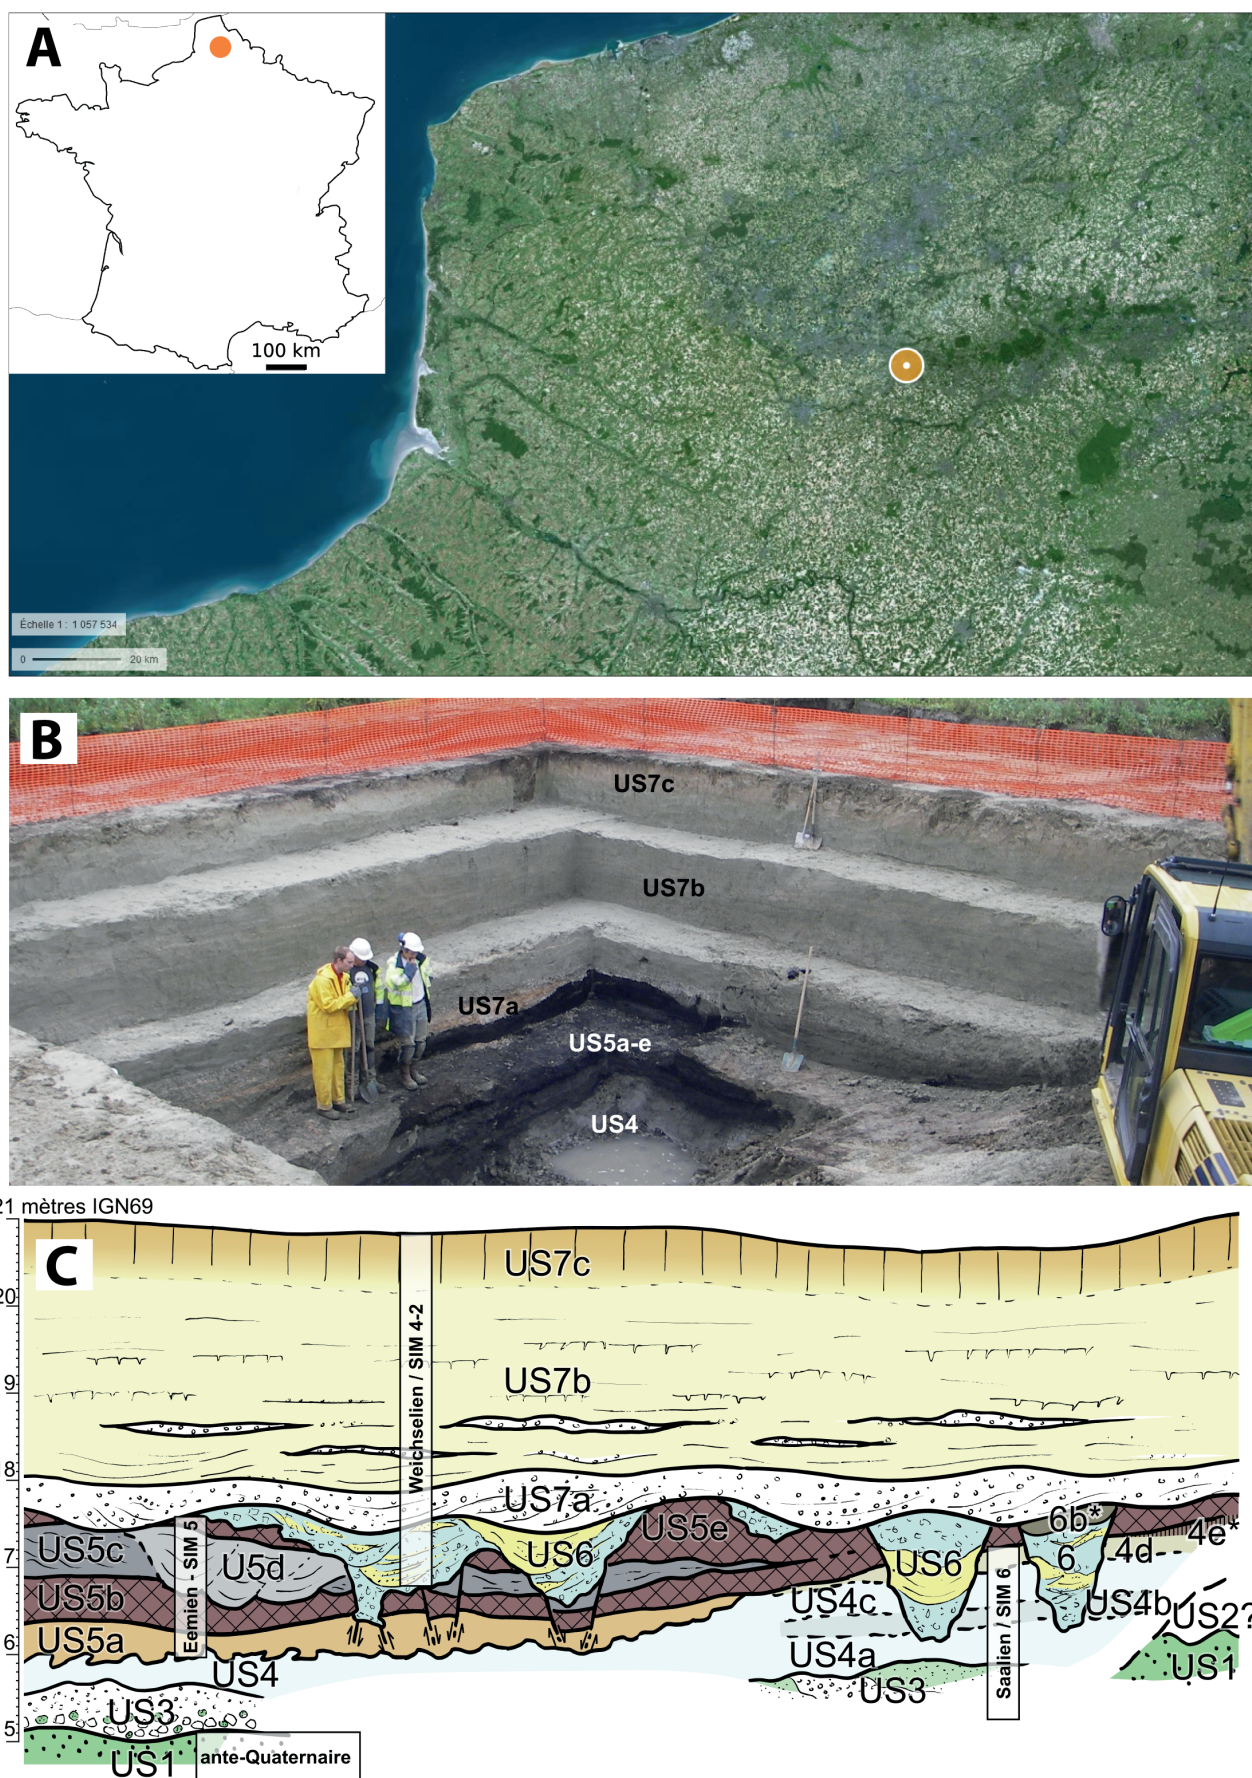 A
100 km
Échelle 1 : 1 057 534
0 20 km
B
US7c
US7b
US7a
US5a-e
US4
21 mètres IGN69
C
US7c
20
Weichselien / SIM 4-2
US7b
9
8
US7a
US5e
6b*
4e*
US5c
Eemien - SIM 5
U5d
US6
US6
6
4d
7
US5b
US4c
Saalien / SIM 6
US4b
US2?
US5a
6
US4
US4a
US1
US3
US3
5
US1
ante-Quaternaire